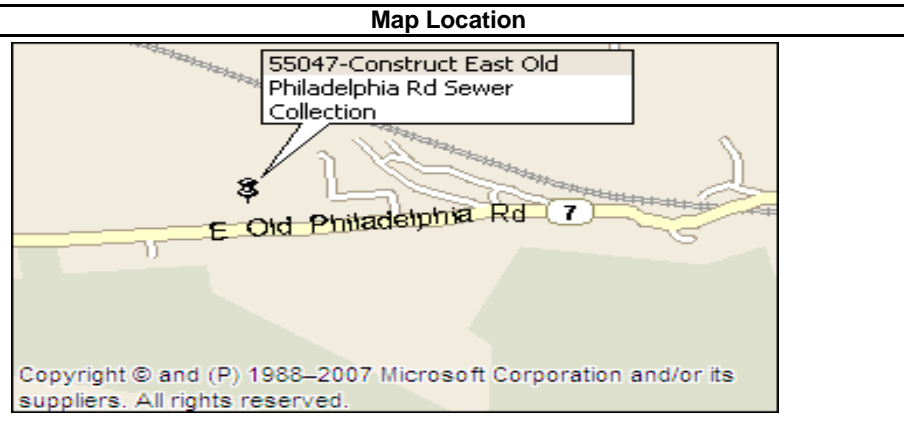 Map Location
55047-Construct East Old
Philadelphia Rd Sewer
Collection
E Old Philadelphia Rd 7
Copyright © and (P) 1988–2007 Microsoft Corporation and/or its
suppliers. All rights reserved.